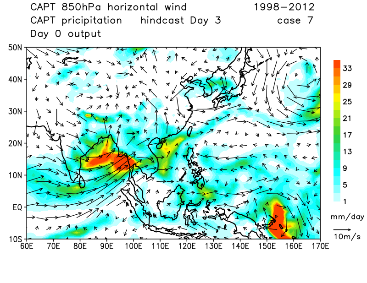 CAPT 850hPa horizontal wind 1998-2012
CAPT pricipitation hindcast Day 3 case 7
Day 0 output
50N
40N
30N
20N
10N
EQ
10S
60E 70E 80E 90E 100E 110E 120E 130E 140E 150E 160E 170E
33
29
25
21
17
13
9
5
1
mm/day
10m/s